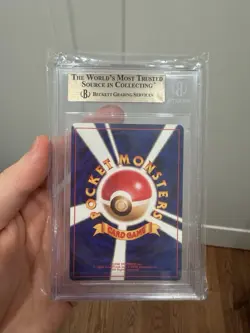 The World's Most Trusted
Source in Collecting
Beckett Grading Services
POCKET MONSTERS
CARD GAME